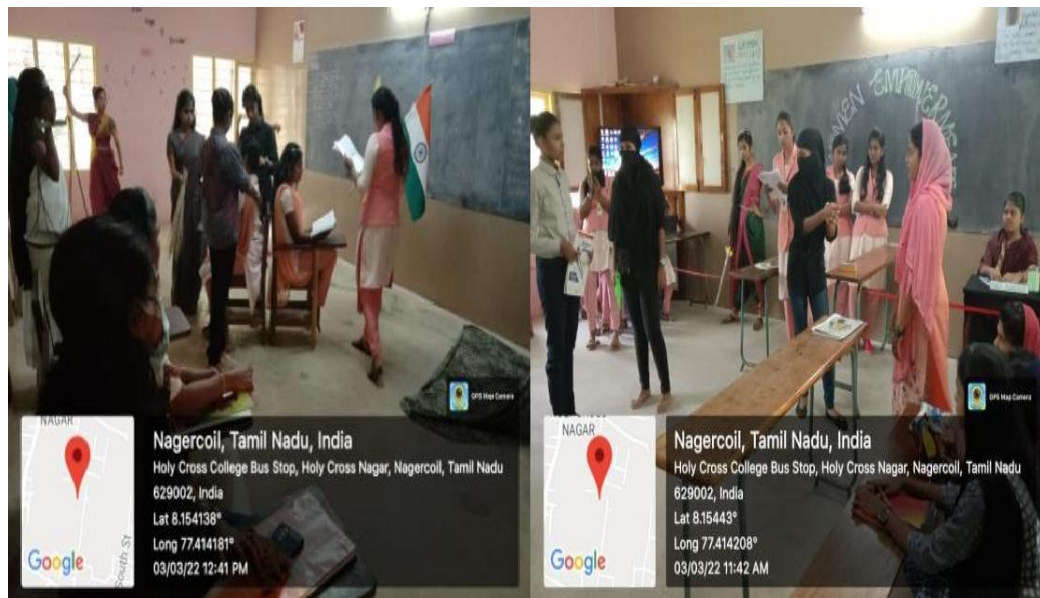 GPS Map Camera
NAGAR
Nagercoil, Tamil Nadu, India
Holy Cross College Bus Stop, Holy Cross Nagar, Nagercoil, Tamil Nadu
629002, India
Lat 8.154138°
Long 77.414181°
03/03/22 12:41 PM
Google
South St
WOMEN EMPOWERMENT
GPS Map Camera
NAGAR
Nagercoil, Tamil Nadu, India
Holy Cross College Bus Stop, Holy Cross Nagar, Nagercoil, Tamil Nadu
629002, India
Lat 8.15443°
Long 77.414208°
03/03/22 11:42 AM
Google